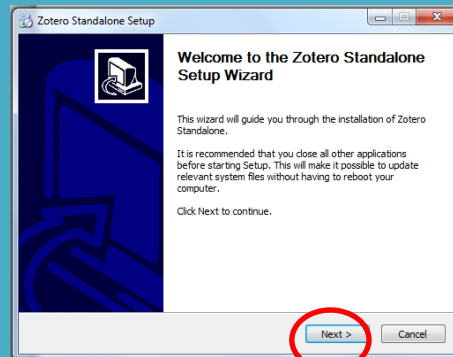 Zotero Standalone Setup
Welcome to the Zotero Standalone
Setup Wizard
This wizard will guide you through the installation of Zotero
Standalone.
It is recommended that you close all other applications
before starting Setup. This will make it possible to update
relevant system files without having to reboot your
computer.
Click Next to continue.
Next >
Cancel